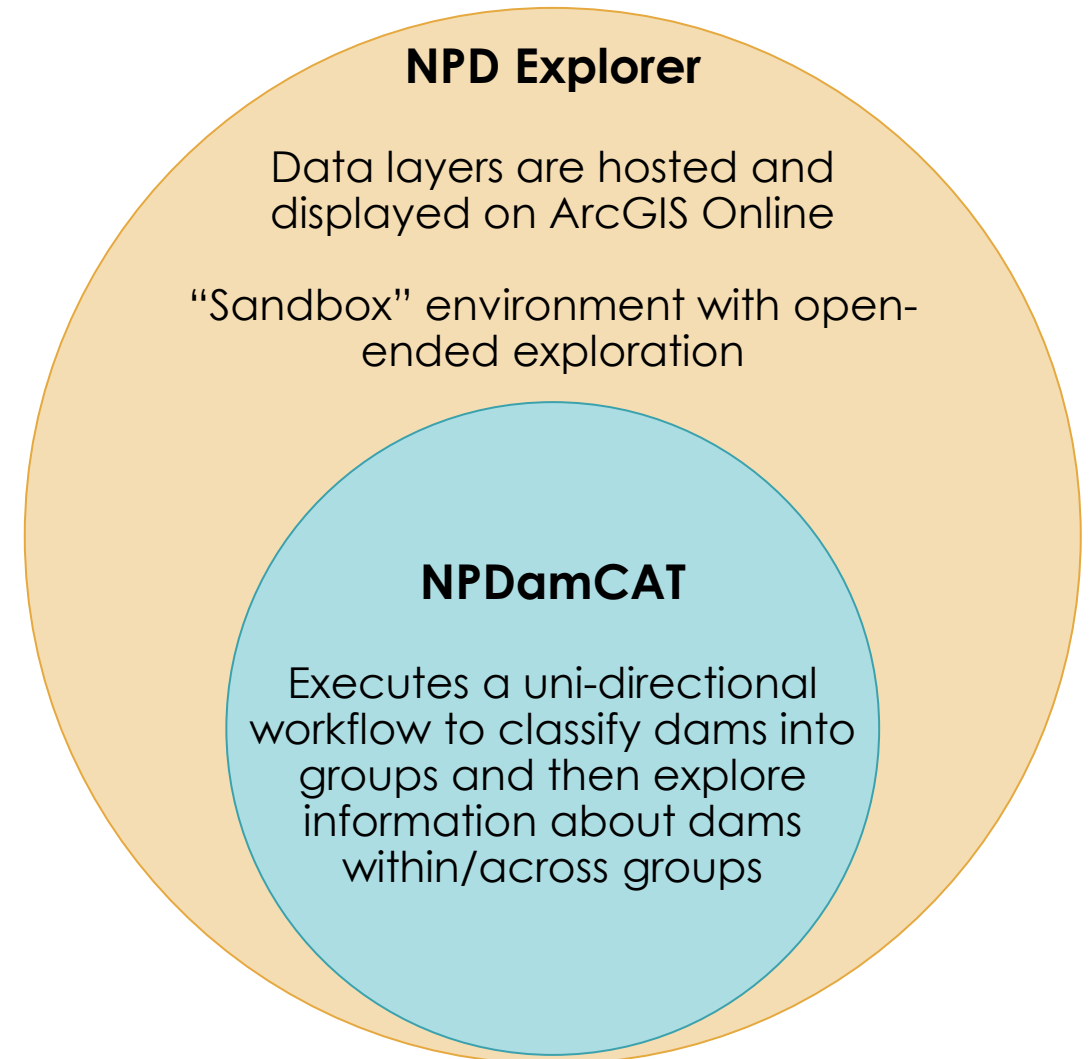 NPD Explorer
Data layers are hosted and
displayed on ArcGIS Online
“Sandbox” environment with open-
ended exploration
NPDamCAT
Executes a uni-directional
workflow to classify dams into
groups and then explore
information about dams
within/across groups